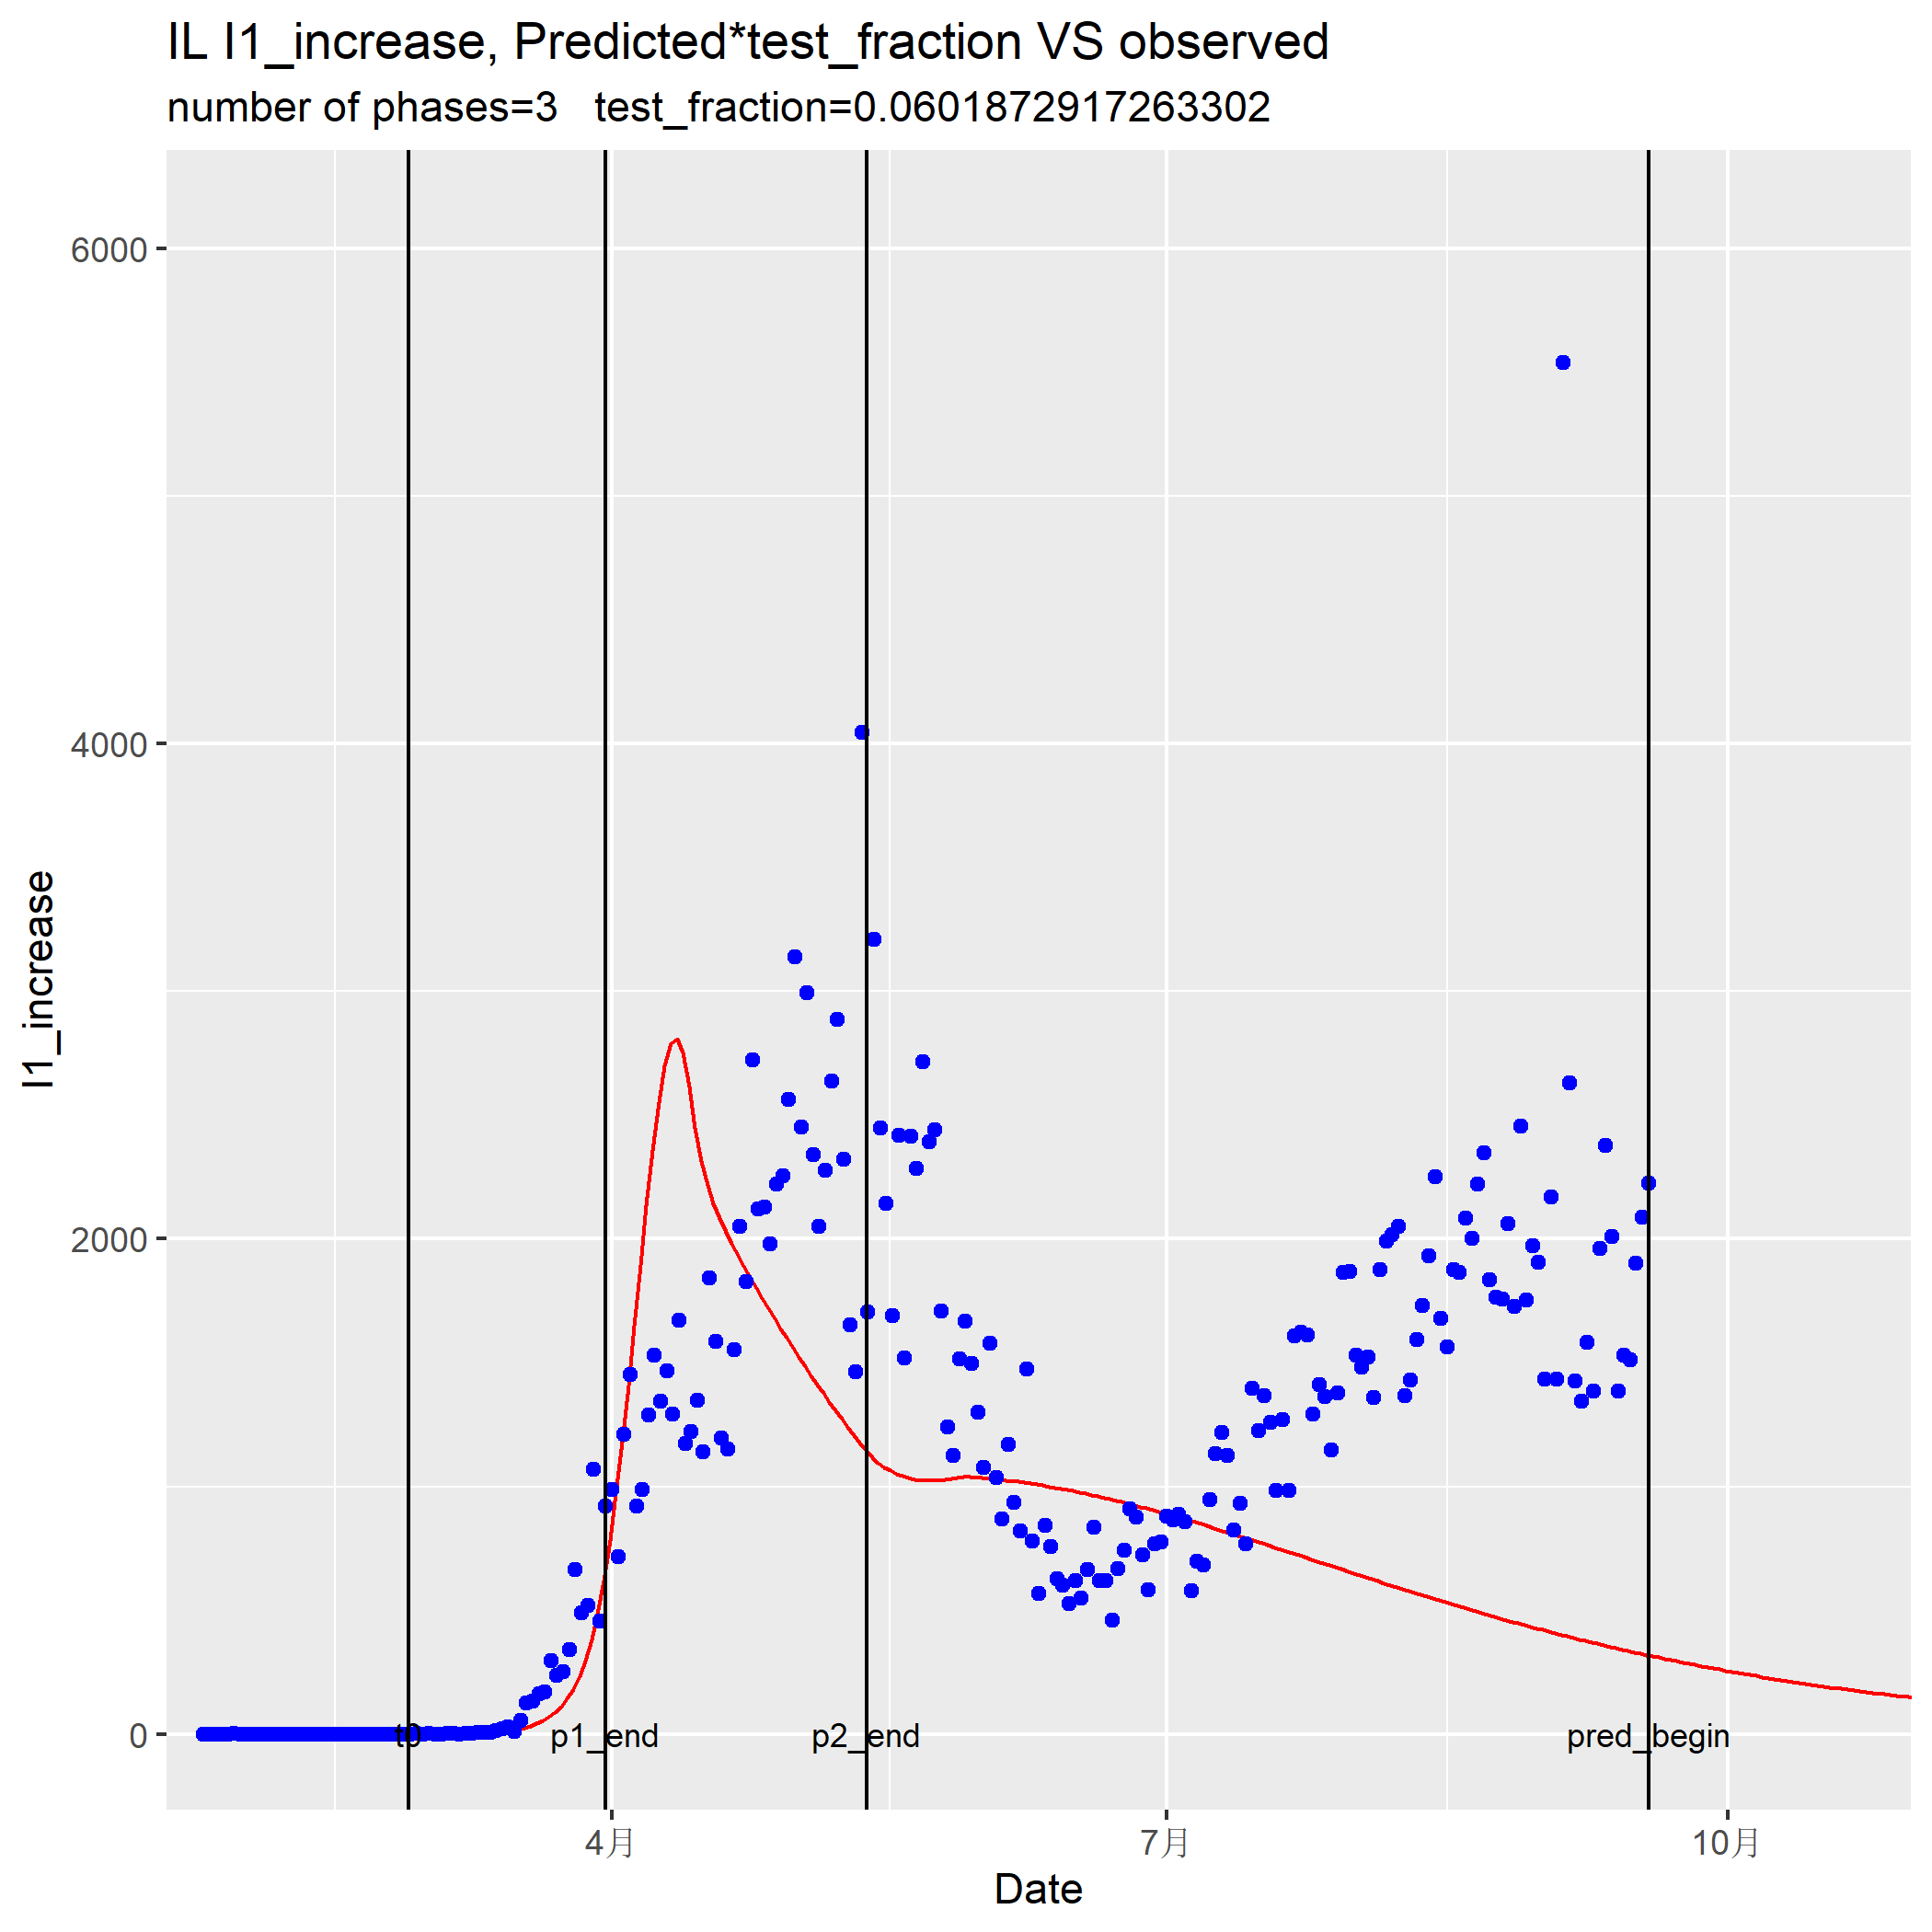 IL I1_increase, Predicted*test_fraction VS observed
number of phases=3 test_fraction=0.0601872917263302
6000
4000
2000
0
I1_increase
t0
p1_end
p2_end
pred_begin
4月
7月
10月
Date